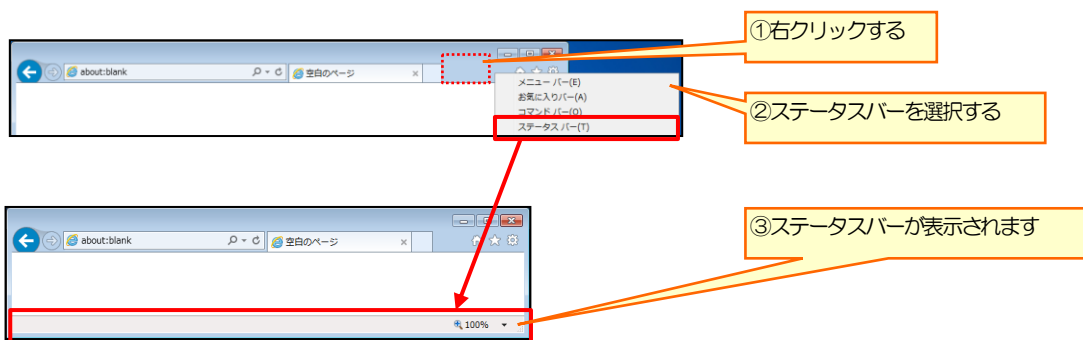 ①右クリックする
about:blank
空白のページ
メニュー バー(E)
お気に入りバー(A)
コマンド バー(O)
ステータス バー(T)
②ステータスバーを選択する
about:blank
空白のページ
③ステータスバーが表示されます
100%